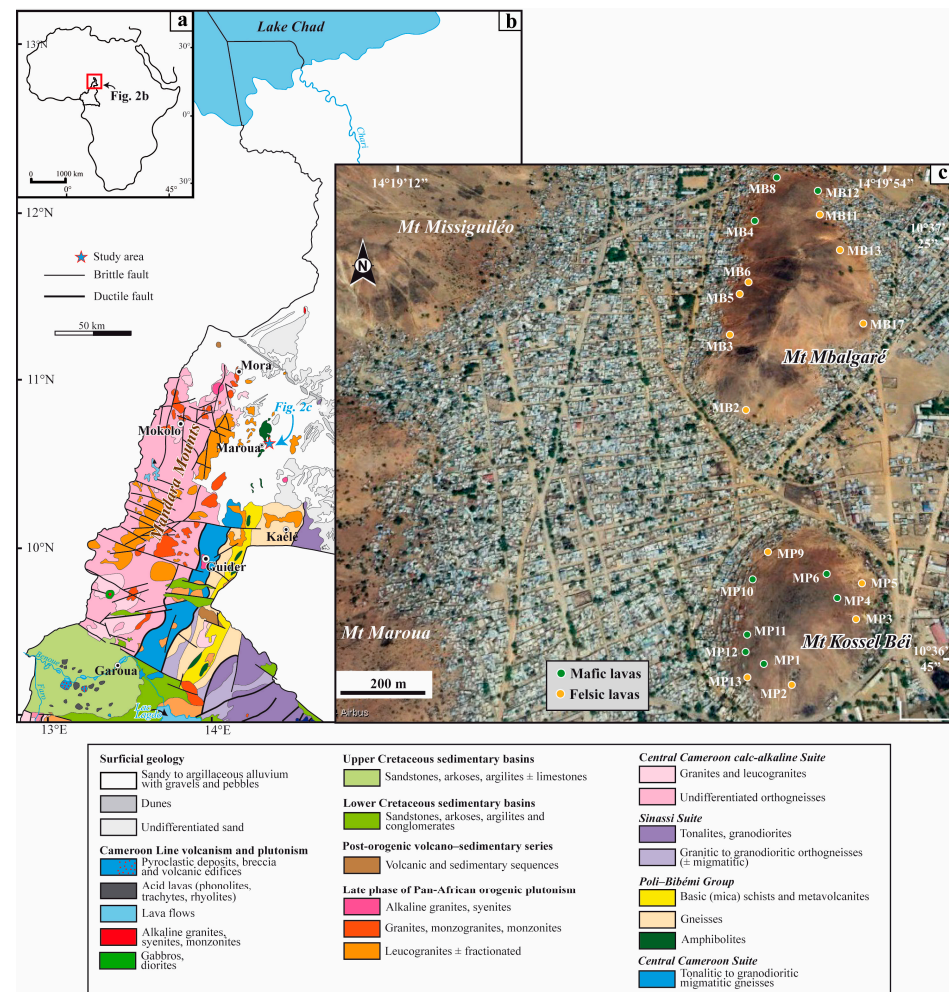 a
13°N
30°
Fig. 2b
0°
0 1000 km
30°
0° 45°
b
Lake Chad
Chari
12°N
Study area
Brittle fault
Ductile fault
50 km
11°N
Mora
Fig. 2c
Mokolo
Maroua
Mandara Mounts
10°N
Kaélé
Guider
Garoua
Benoue
Faro
Lac
Lagdo
13°E 14°E
c
14°19'12"
14°19'54"
10°37'
25"
Mt Missiguiléo
N
MB8
MB12
MB11
MB4
MB13
MB6
MB5
MB17
MB3
Mt Mbalgaré
MB2
MP9
MP6
MP5
MP10
MP4
MP3
MP11
Mt Kossel Béi
Mt Maroua
MP12
MP1
10°36'
45"
MP13
MP2
200 m
Mafic lavas
Felsic lavas
Airbus
Surficial geology
Sandy to argillaceous alluvium
with gravels and pebbles
Dunes
Undifferentiated sand
Cameroon Line volcanism and plutonism
Pyroclastic deposits, breccia
and volcanic edifices
Acid lavas (phonolites,
trachytes, rhyolites)
Lava flows
Alkaline granites,
syenites, monzonites
Gabbros,
diorites
Upper Cretaceous sedimentary basins
Sandstones, arkoses, argilites ± limestones
Lower Cretaceous sedimentary basins
Sandstones, arkoses, argilites and
conglomerates
Post-orogenic volcano–sedimentary series
Volcanic and sedimentary sequences
Late phase of Pan-African orogenic plutonism
Alkaline granites, syenites
Granites, monzogranites, monzonites
Leucogranites ± fractionated
Central Cameroon calc-alkaline Suite
Granites and leucogranites
Undifferentiated orthogneisses
Sinassi Suite
Tonalites, granodiorites
Granitic to granodioritic orthogneisses
(± migmatitic)
Poli–Bibémi Group
Basic (mica) schists and metavolcanites
Gneisses
Amphibolites
Central Cameroon Suite
Tonalitic to granodioritic
migmatitic gneisses